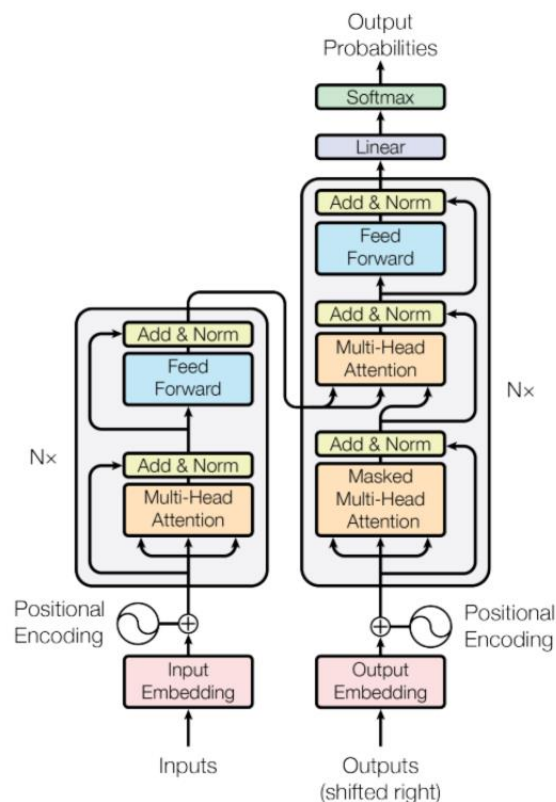 Output
Probabilities
Softmax
Linear
Add & Norm
Feed
Forward
Add & Norm
Multi-Head
Attention
Add & Norm
Masked
Multi-Head
Attention
N×
Add & Norm
Feed
Forward
Add & Norm
Multi-Head
Attention
N×
Positional
Encoding
Positional
Encoding
Input
Embedding
Output
Embedding
Inputs
Outputs
(shifted right)